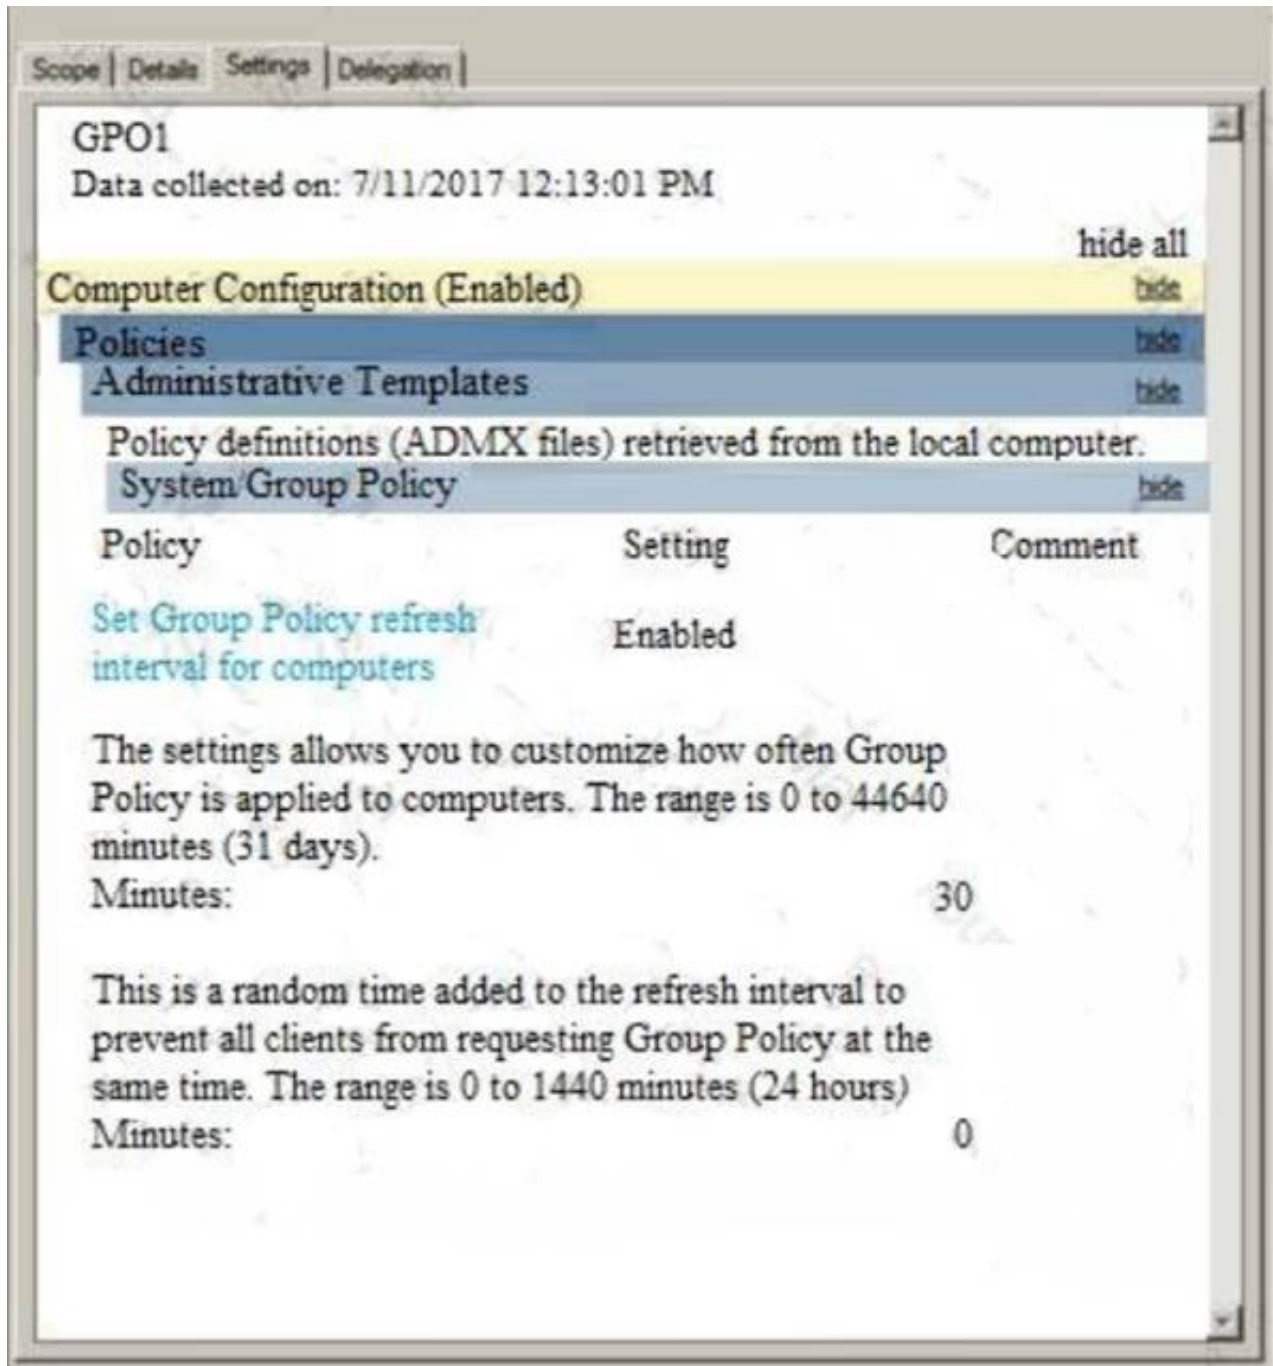 Scope
Details
Settings
Delegation
GPO1
Data collected on: 7/11/2017 12:13:01 PM
hide all
Computer Configuration (Enabled)
hide
Policies
hide
Administrative Templates
hide
Policy definitions (ADMX files) retrieved from the local computer.
System/Group Policy
hide
Policy Setting Comment
Set Group Policy refresh
interval for computers
Enabled
The settings allows you to customize how often Group
Policy is applied to computers. The range is 0 to 44640
minutes (31 days).
Minutes: 30
This is a random time added to the refresh interval to
prevent all clients from requesting Group Policy at the
same time. The range is 0 to 1440 minutes (24 hours)
Minutes: 0